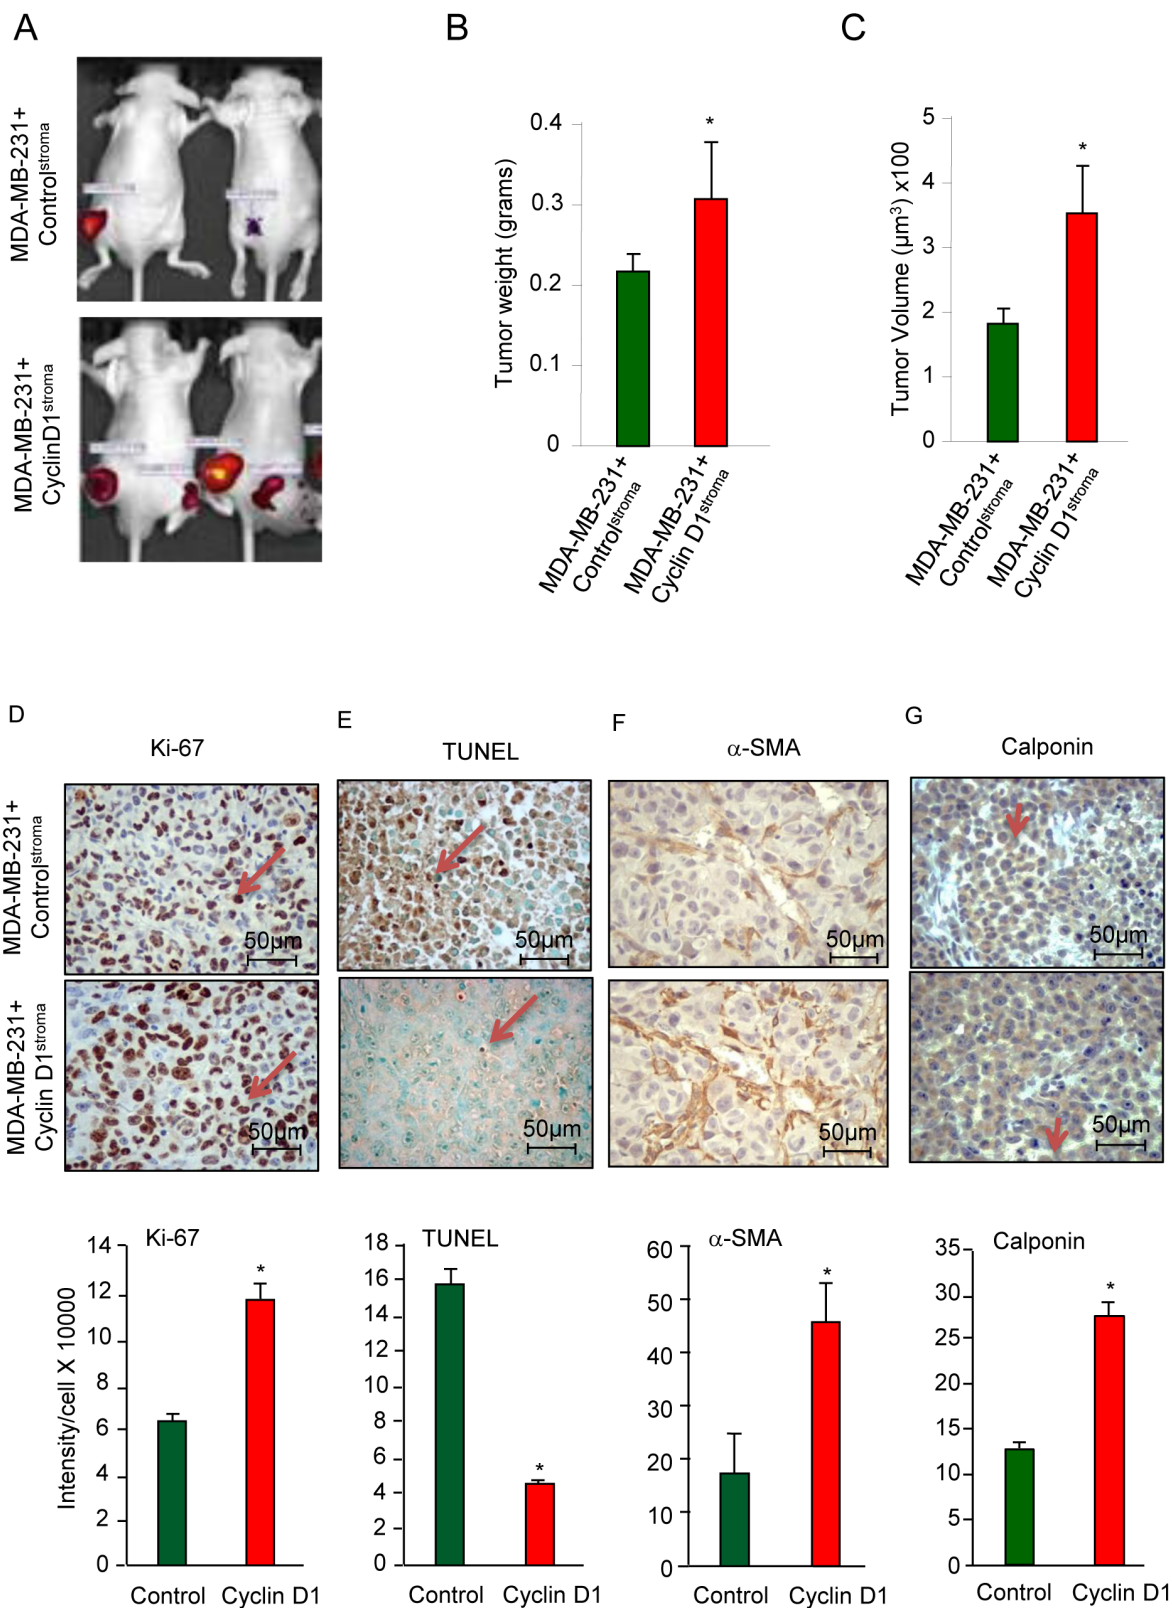 A
B
C
MDA-MB-231+
Control^stroma
MDA-MB-231+
CyclinD1^stroma
Tumor weight (grams)
0.4
0.3
0.2
0.1
0
*
MDA-MB-231+
Control^stroma
MDA-MB-231+
Cyclin D1^stroma
Tumor Volume (µm³) x100
5
4
3
2
1
0
*
MDA-MB-231+
Control^stroma
MDA-MB-231+
Cyclin D1^stroma
D
E
F
G
Ki-67
TUNEL
α-SMA
Calponin
MDA-MB-231+
Control^stroma
50µm
50µm
50µm
50µm
MDA-MB-231+
Cyclin D1^stroma
50µm
50µm
50µm
50µm
Intensity/cell X 10000
Ki-67
14
12
10
8
6
4
2
0
*
Control Cyclin D1
TUNEL
18
16
14
12
10
8
6
4
2
0
*
Control Cyclin D1
α-SMA
60
50
40
30
20
10
0
*
Control Cyclin D1
Calponin
35
30
25
20
15
10
5
0
*
Control Cyclin D1